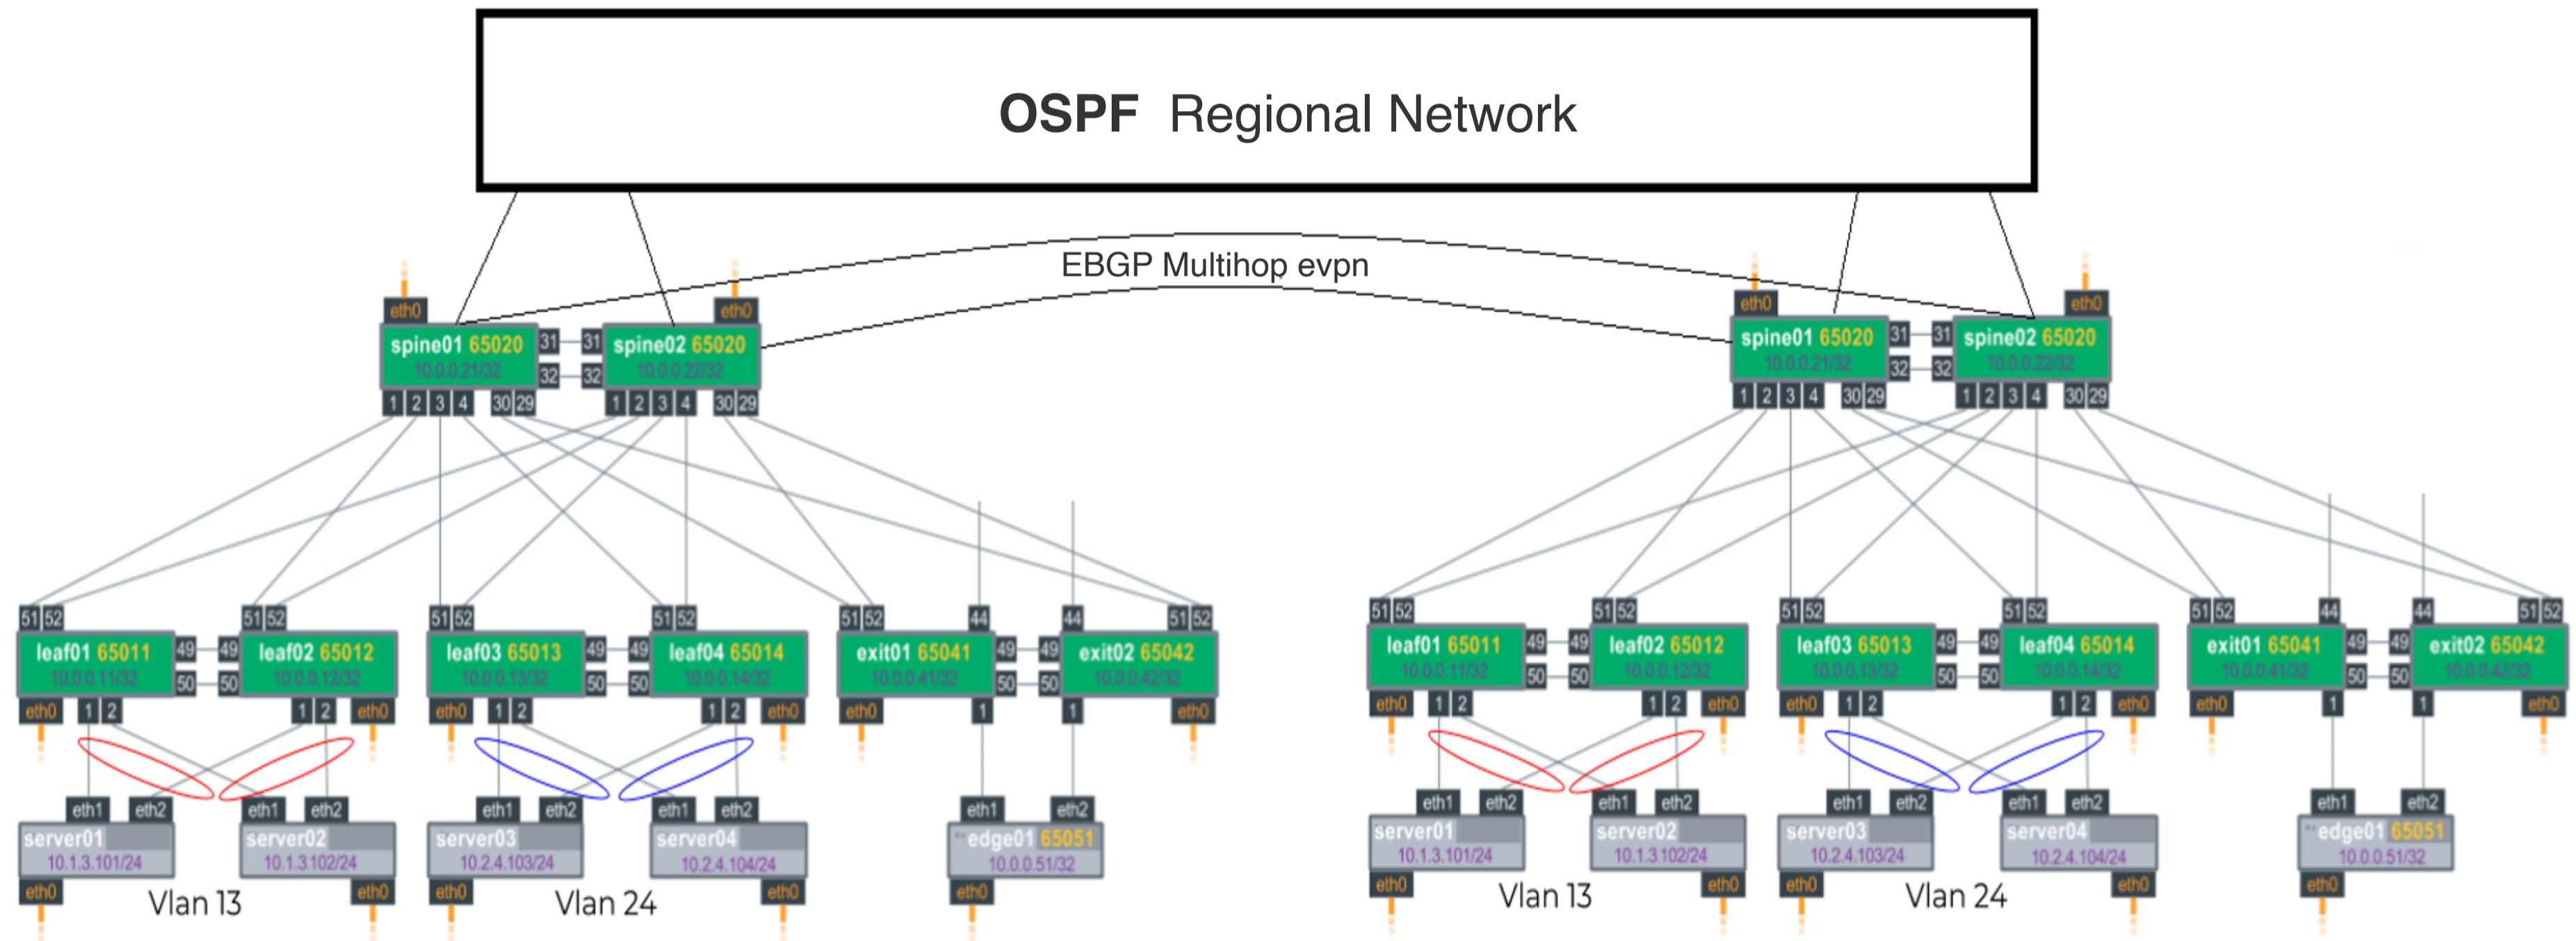 OSPF Regional Network
EBGP Multihop evpn
eth0 eth0 eth0 eth0
spine01 65020 31 31 spine02 65020
10.0.0.21/32 32 32 10.0.0.22/32
1 2 3 4 30 29 1 2 3 4 30 29
spine01 65020 31 31 spine02 65020
10.0.0.21/32 32 32 10.0.0.22/32
1 2 3 4 30 29 1 2 3 4 30 29
51 52 51 52 51 52 51 52 51 52 44 44 51 52
leaf01 65011 49 49 leaf02 65012 leaf03 65013 49 49 leaf04 65014 exit01 65041 49 49 exit02 65042
10.0.0.11/32 50 50 10.0.0.12/32 10.0.0.13/32 50 50 10.0.0.14/32 10.0.0.41/32 50 50 10.0.0.42/32
eth0 1 2 1 2 eth0 eth0 1 2 1 2 eth0 eth0 1 1 eth0
eth1 eth2 eth1 eth2 eth1 eth2 eth1 eth2 eth1 eth2
server01 server02 server03 server04 edge01 65051
10.1.3.101/24 10.1.3.102/24 10.2.4.103/24 10.2.4.104/24 10.0.0.51/32
eth0 eth0 eth0 eth0 eth0
Vlan 13 Vlan 24
51 52 51 52 51 52 51 52 51 52 44 44 51 52
leaf01 65011 49 49 leaf02 65012 leaf03 65013 49 49 leaf04 65014 exit01 65041 49 49 exit02 65042
10.0.0.11/32 50 50 10.0.0.12/32 10.0.0.13/32 50 50 10.0.0.14/32 10.0.0.41/32 50 50 10.0.0.42/32
eth0 1 2 1 2 eth0 eth0 1 2 1 2 eth0 eth0 1 1 eth0
eth1 eth2 eth1 eth2 eth1 eth2 eth1 eth2 eth1 eth2
server01 server02 server03 server04 edge01 65051
10.1.3.101/24 10.1.3.102/24 10.2.4.103/24 10.2.4.104/24 10.0.0.51/32
eth0 eth0 eth0 eth0 eth0
Vlan 13 Vlan 24